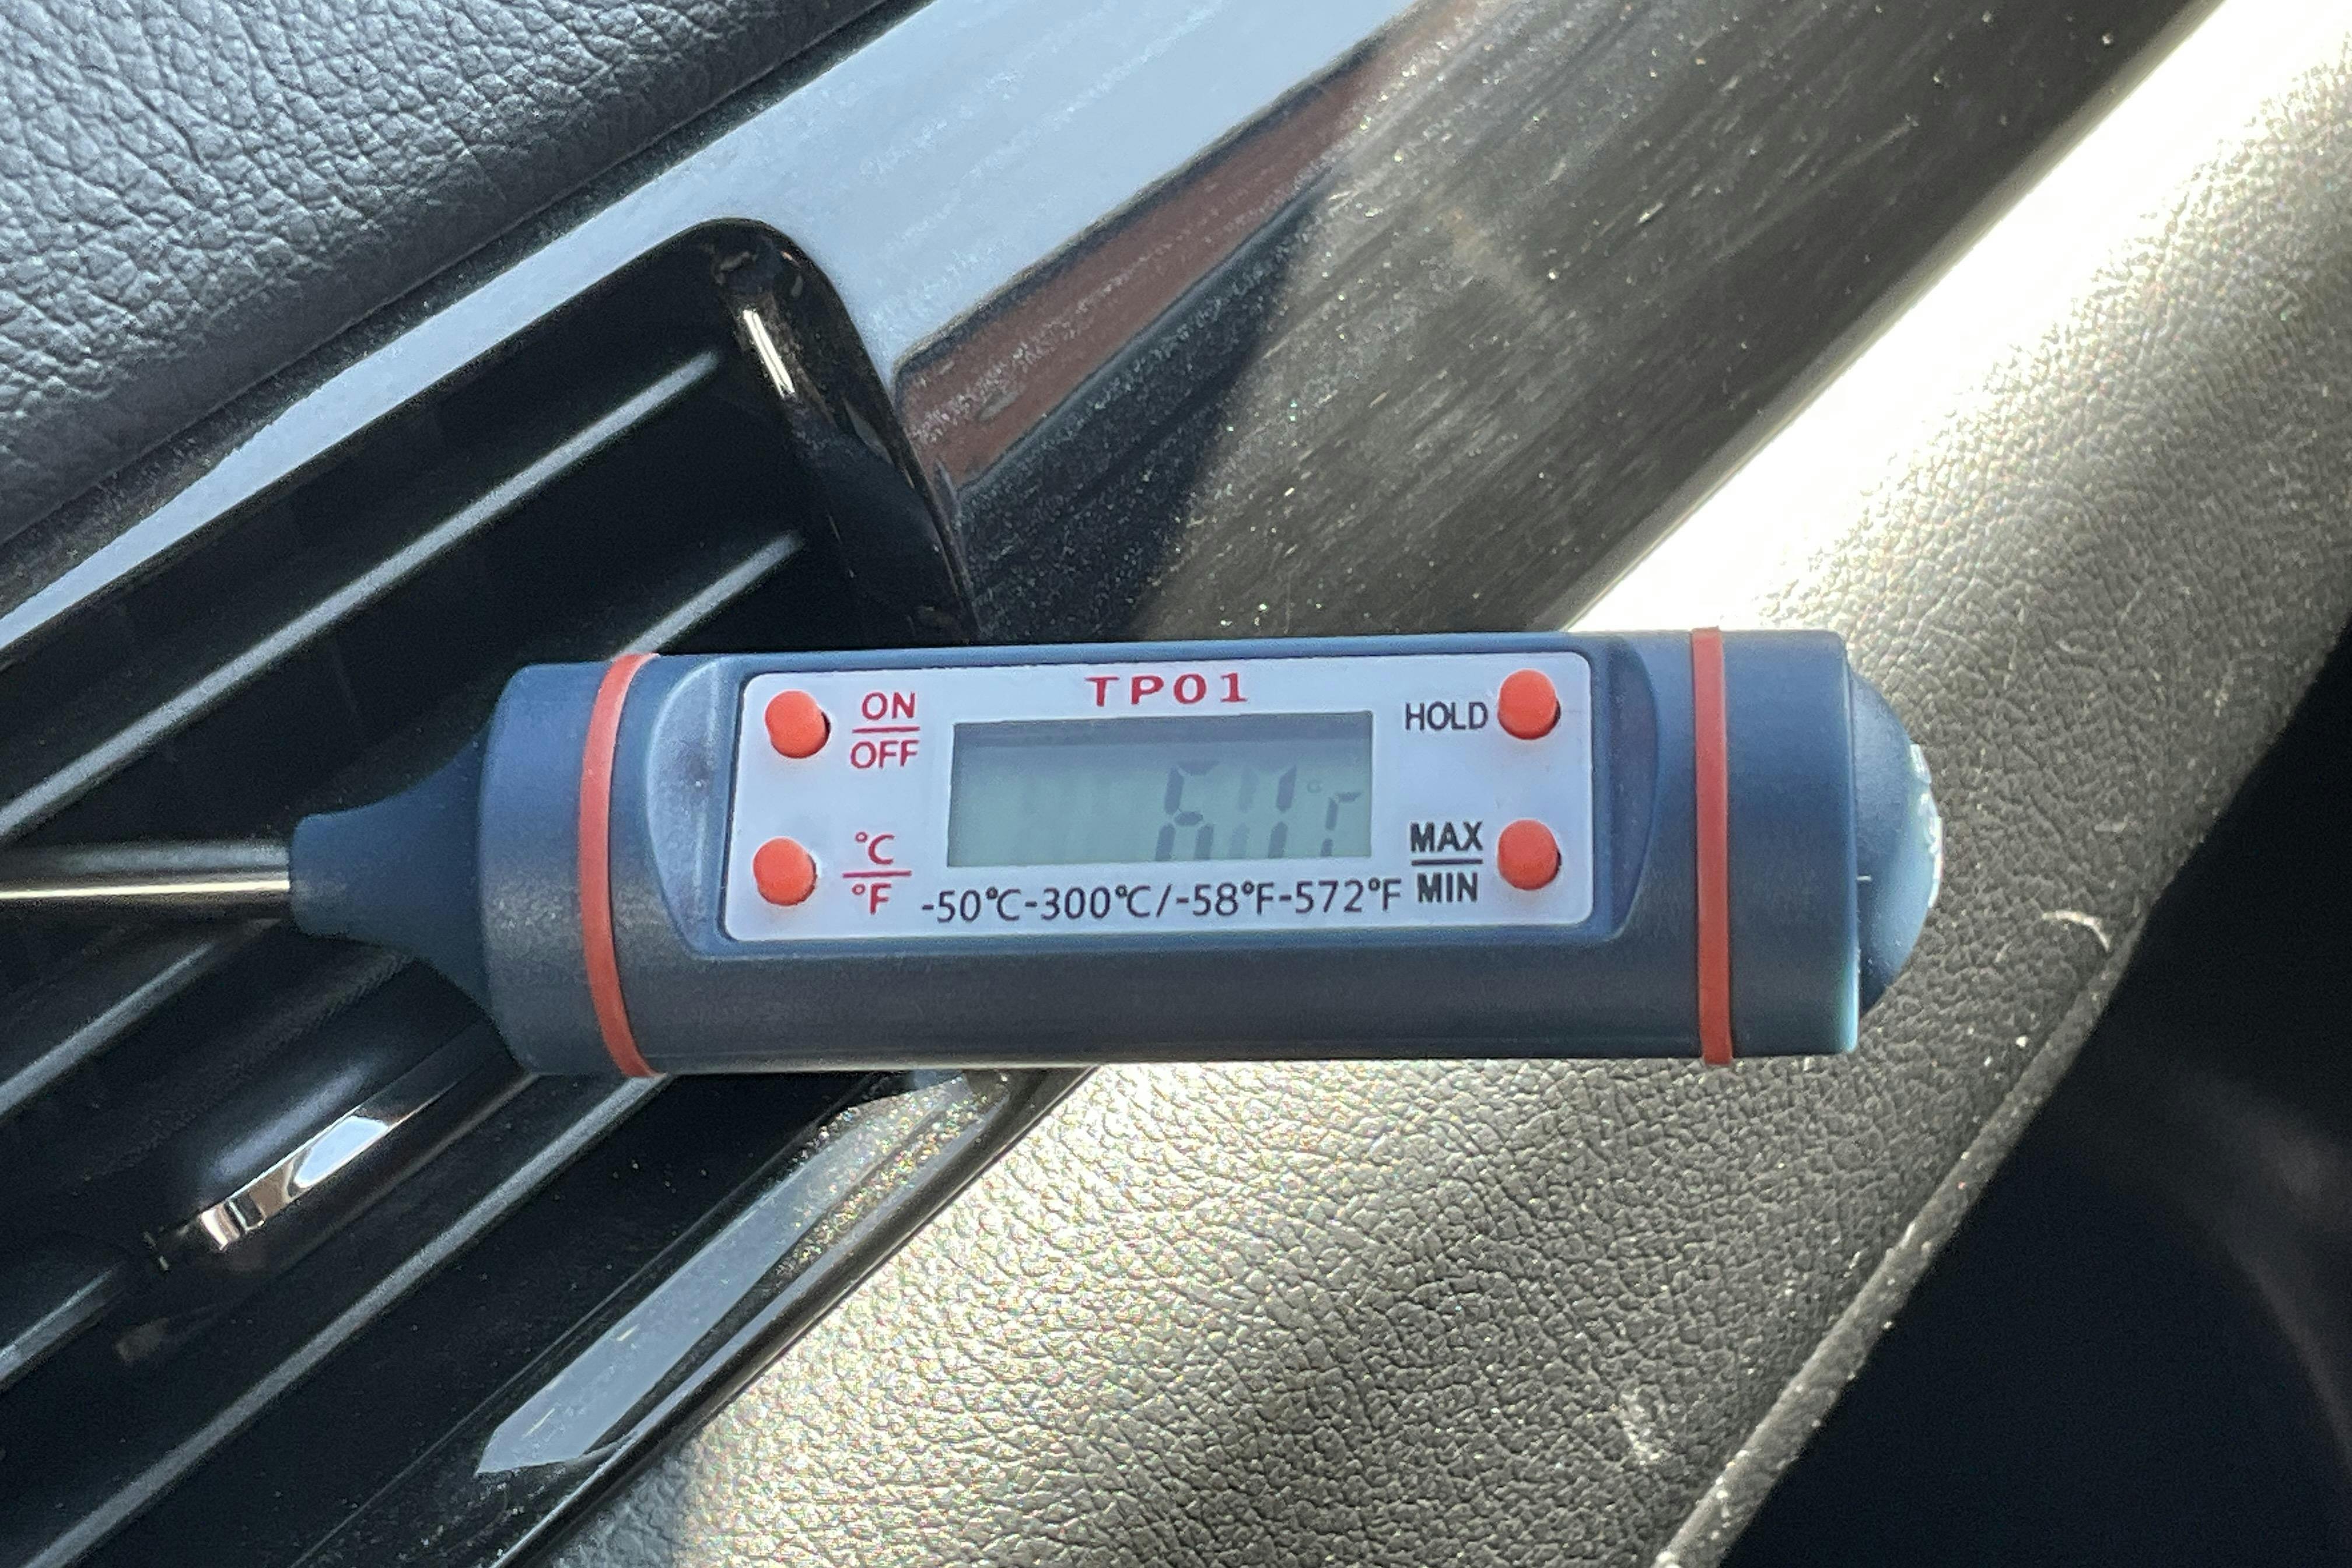 TP01
ON
OFF
HOLD
°C
°F
MAX
MIN
-50°C-300°C/-58°F-572°F